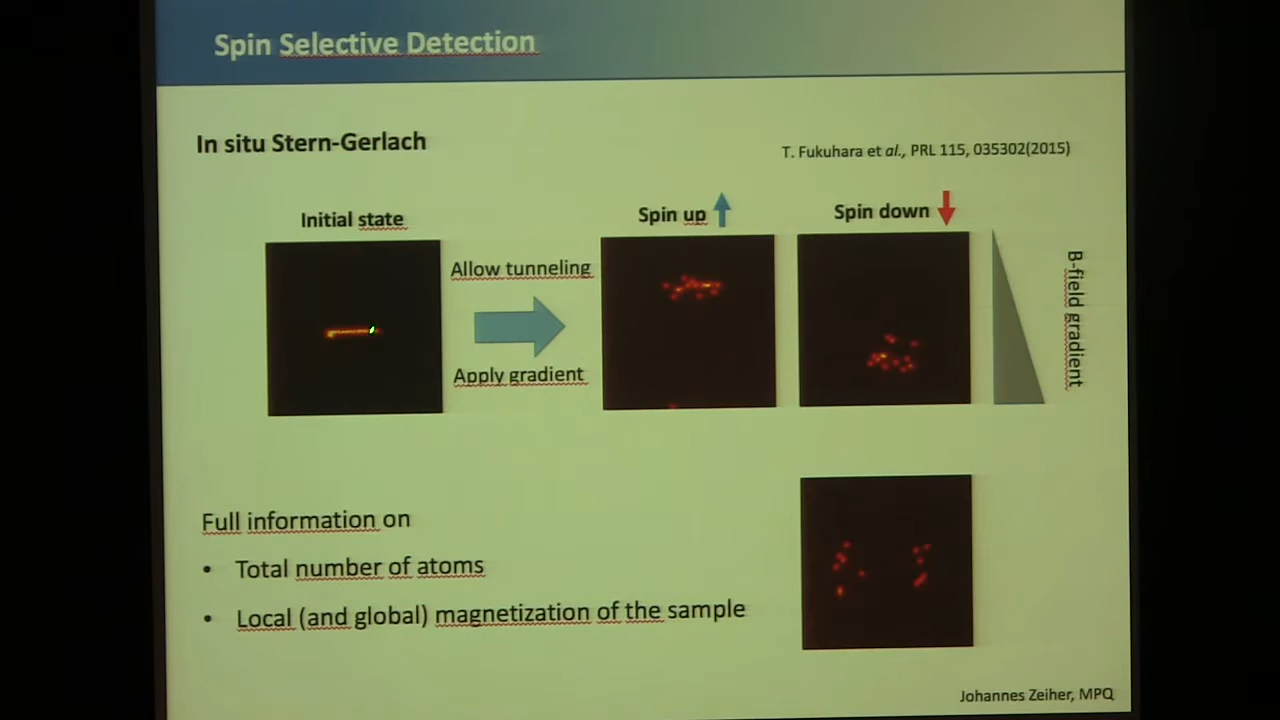 Spin Selective Detection
In situ Stern-Gerlach
T. Fukuhara et al., PRL 115, 035302(2015)
Initial state
Allow tunneling
Apply gradient
Spin up
Spin down
B-field gradient
Full information on
• Total number of atoms
• Local (and global) magnetization of the sample
Johannes Zeiher, MPQ